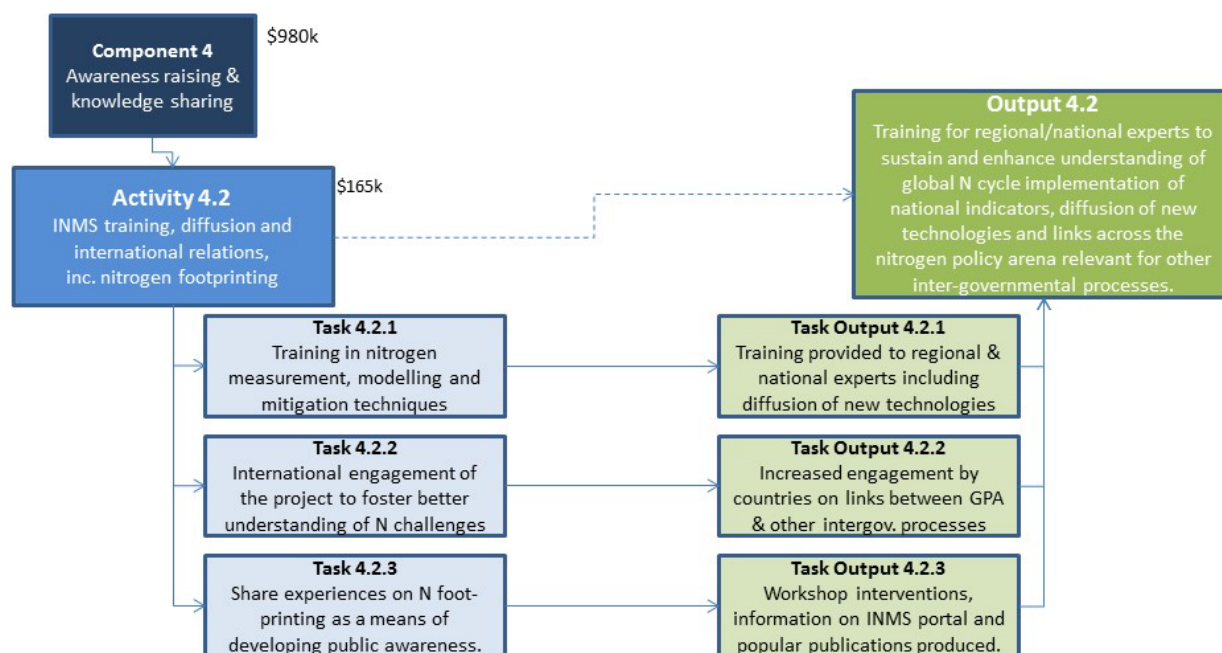 Component 4
Awareness raising &
knowledge sharing
$980k
Activity 4.2
INMS training, diffusion and
international relations,
inc. nitrogen footprinting
$165k
Output 4.2
Training for regional/national experts to
sustain and enhance understanding of
global N cycle implementation of
national indicators, diffusion of new
technologies and links across the
nitrogen policy arena relevant for other
inter-governmental processes.
Task 4.2.1
Training in nitrogen
measurement, modelling and
mitigation techniques
Task Output 4.2.1
Training provided to regional &
national experts including
diffusion of new technologies
Task 4.2.2
International engagement of
the project to foster better
understanding of N challenges
Task Output 4.2.2
Increased engagement by
countries on links between GPA
& other intergov. processes
Task 4.2.3
Share experiences on N foot-
printing as a means of
developing public awareness.
Task Output 4.2.3
Workshop interventions,
information on INMS portal and
popular publications produced.